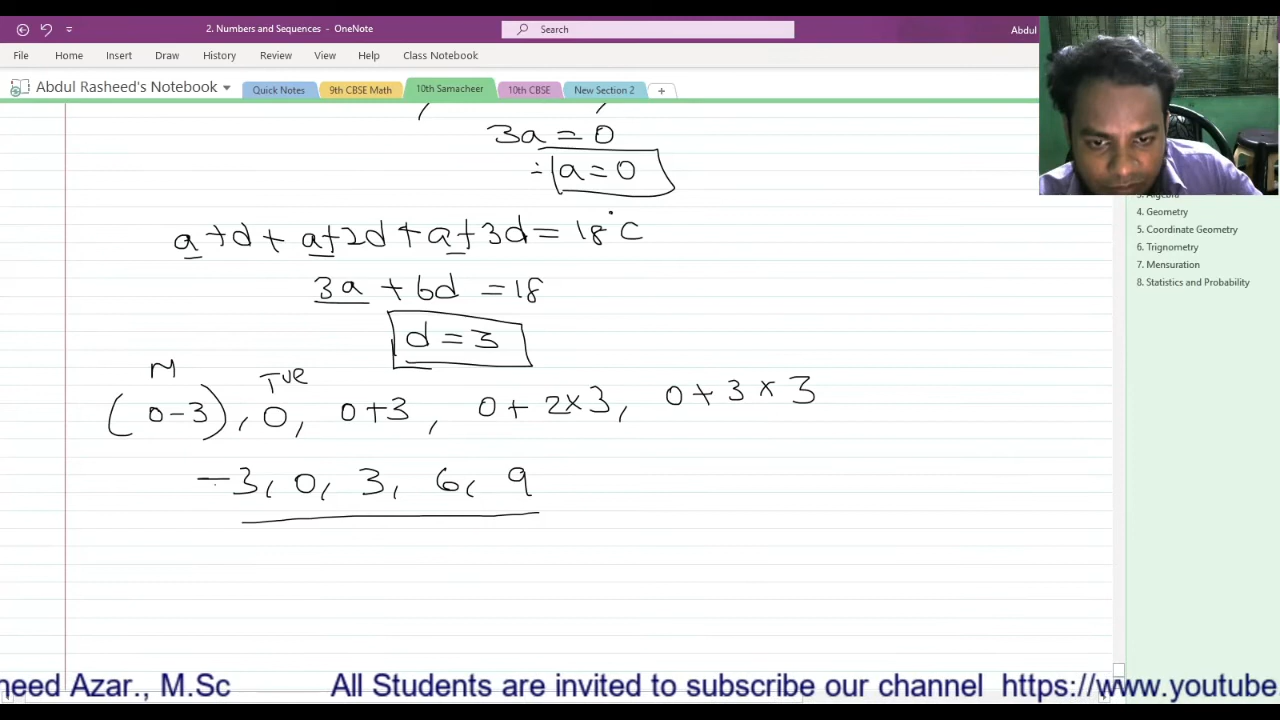 2. Numbers and Sequences - OneNote
Search
Abdul
File Home Insert Draw Review View Help Class Notebook
Abdul Rasheed's Notebook
Quick Notes 9th CBSE Math 10th Samacheer 10th CBSE New Section 2 +
3a = 0
a = 0
a + d + a + 2d + a + 3d = 18°C
3a + 6d = 18
d = 3
M Tue
(0 - 3), 0, 0 + 3, 0 + 2 × 3, 0 + 3 × 3
-3, 0, 3, 6, 9
3. Algebra
4. Geometry
5. Coordinate Geometry
6. Trignometry
7. Mensuration
8. Statistics and Probability
heed Azar., M.Sc All Students are invited to subscribe our channel https://www.youtube